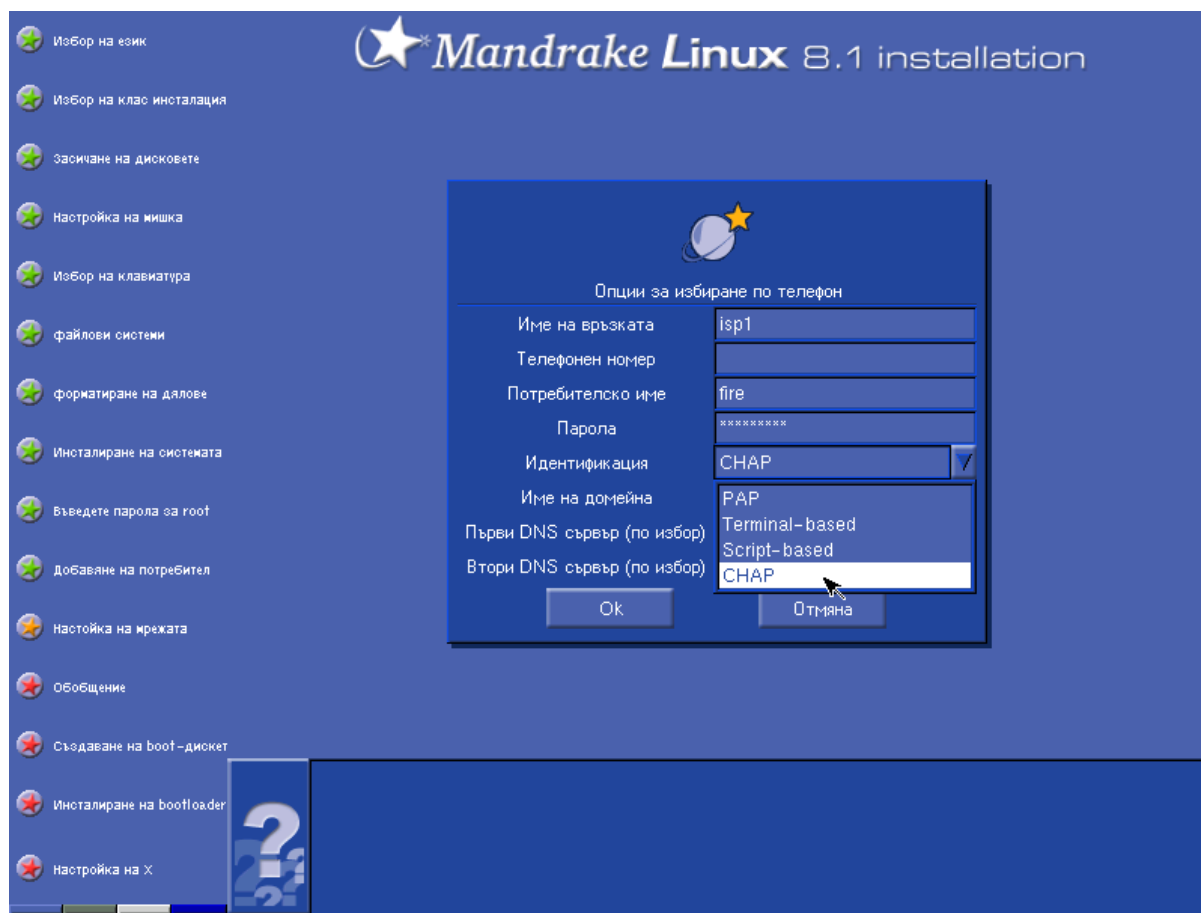 Mandrake Linux 8.1 installation
Избор на език
Избор на клас инсталация
Засичане на дисковете
Настройка на мишка
Избор на клавиатура
файлови системи
форматиране на дялове
Инсталиране на системата
Въведете парола за root
Добавяне на потребител
Настойка на мрежата
Обобщение
Създаване на boot-дискет
Инсталиране на bootloader
Настройка на X
Опции за избиране по телефон
Име на връзката isp1
Телефонен номер
Потребителско име fire
Парола *********
Идентификация CHAP
Име на домейна
Първи DNS сървър (по избор)
Втори DNS сървър (по избор)
PAP
Terminal-based
Script-based
CHAP
Ok Отмяна